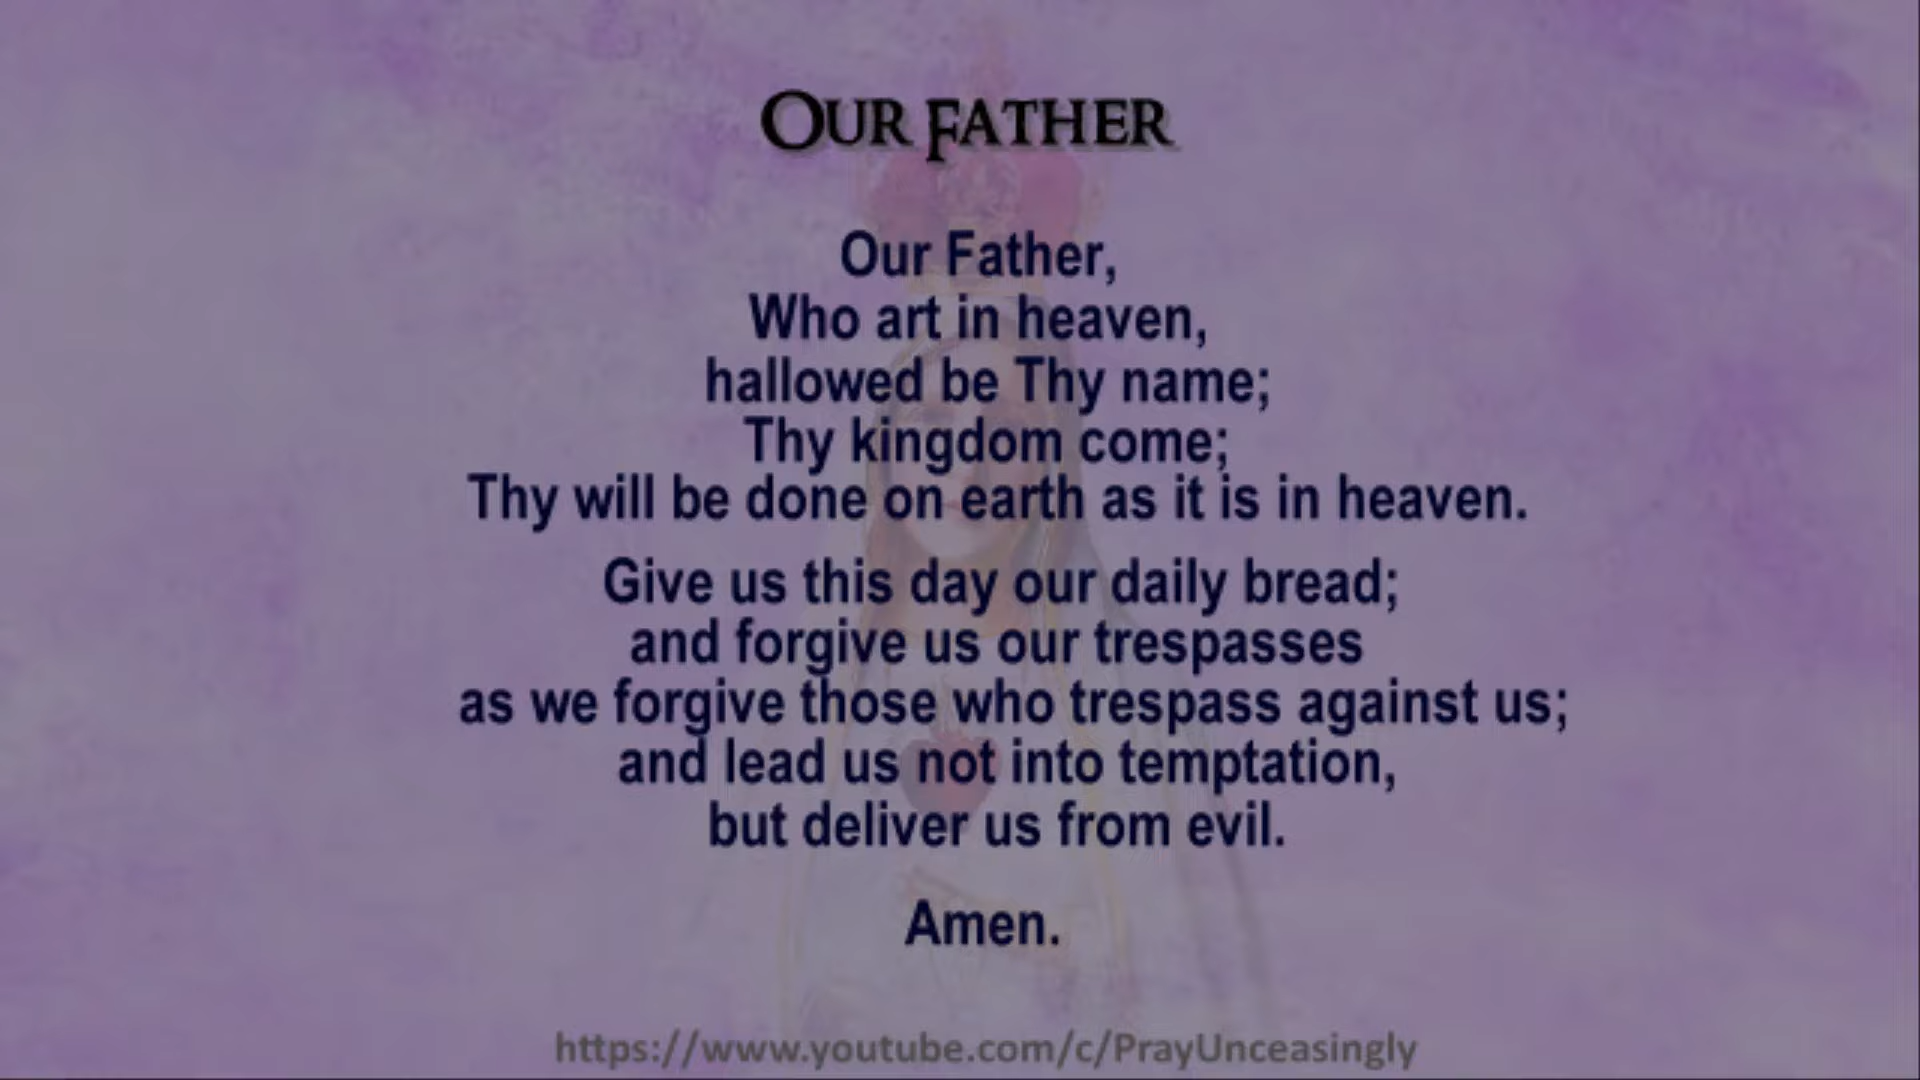 OUR FATHER
Our Father,
Who art in heaven,
hallowed be Thy name;
Thy kingdom come;
Thy will be done on earth as it is in heaven.
Give us this day our daily bread;
and forgive us our trespasses
as we forgive those who trespass against us;
and lead us not into temptation,
but deliver us from evil.
Amen.
https://www.youtube.com/c/PrayUnceasingly